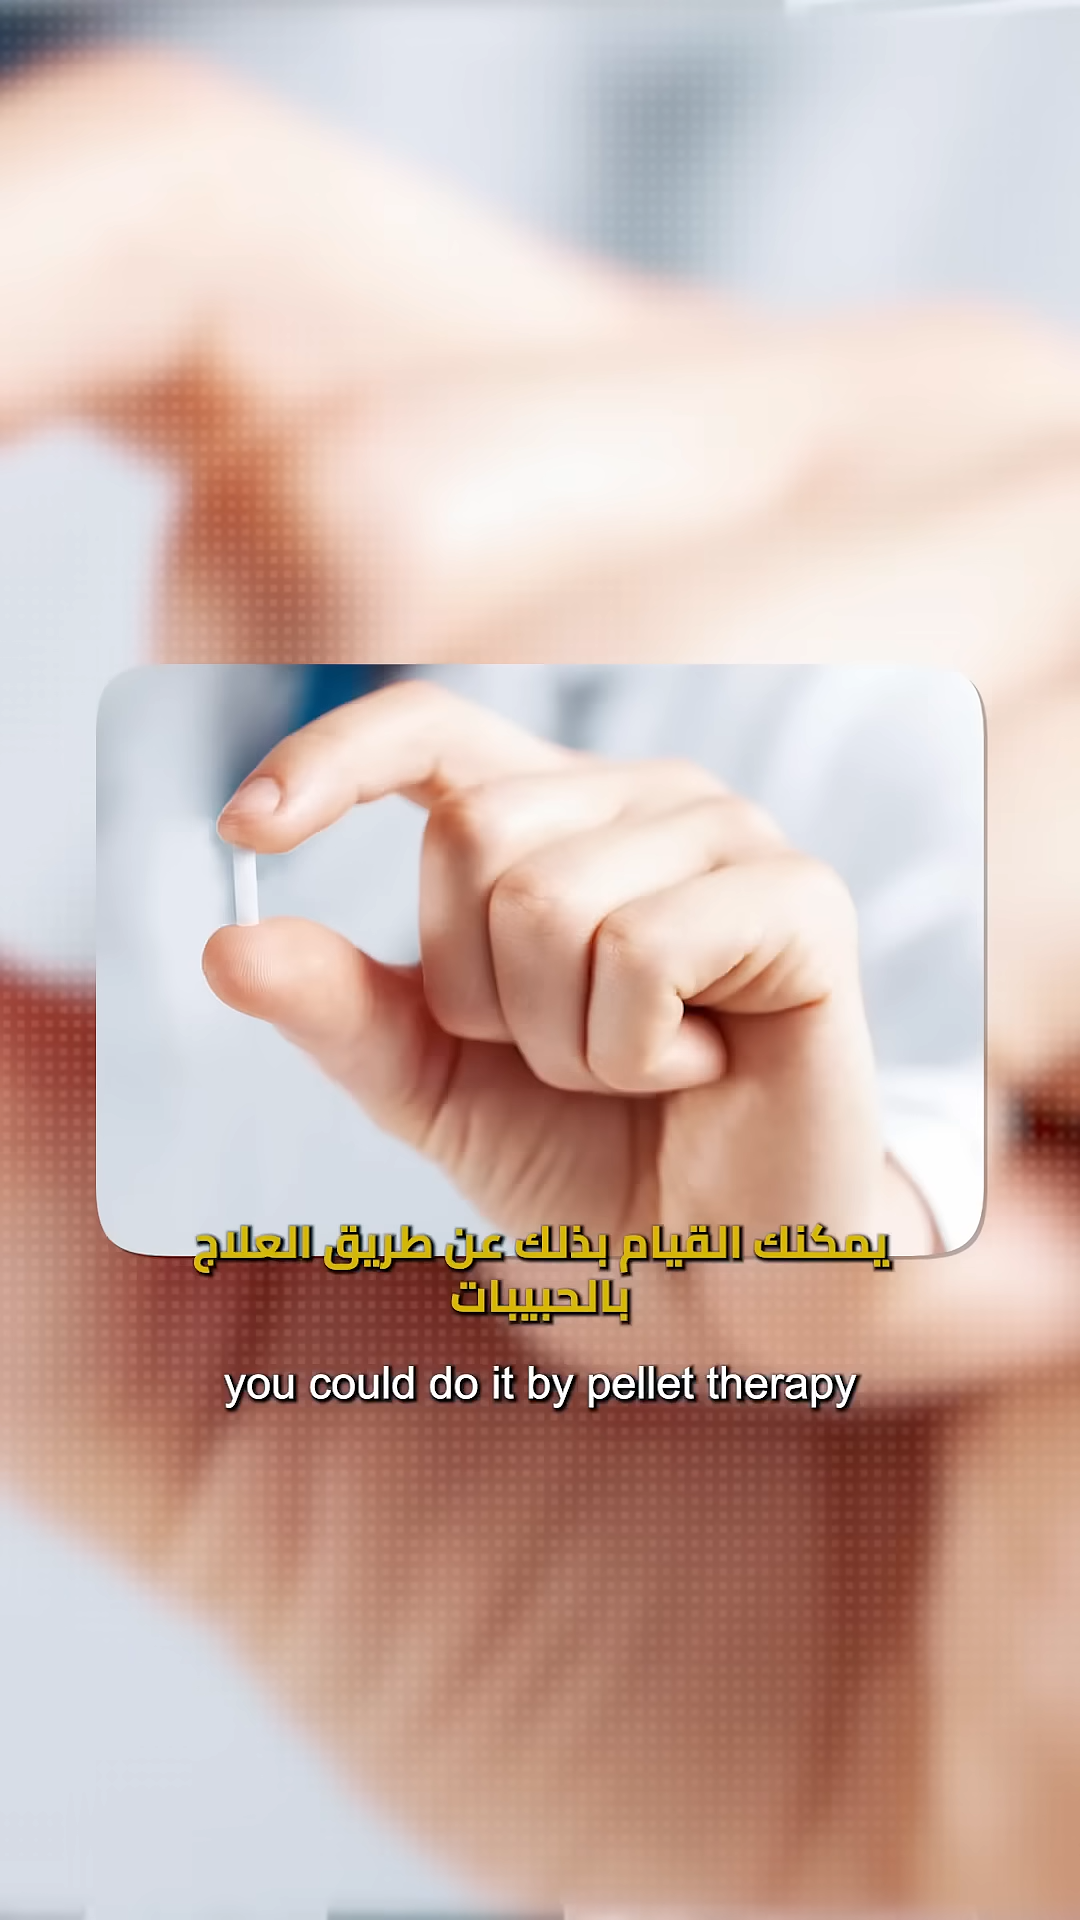 يمكنك القيام بذلك عن طريق العلاج
بالحبيبات
you could do it by pellet therapy